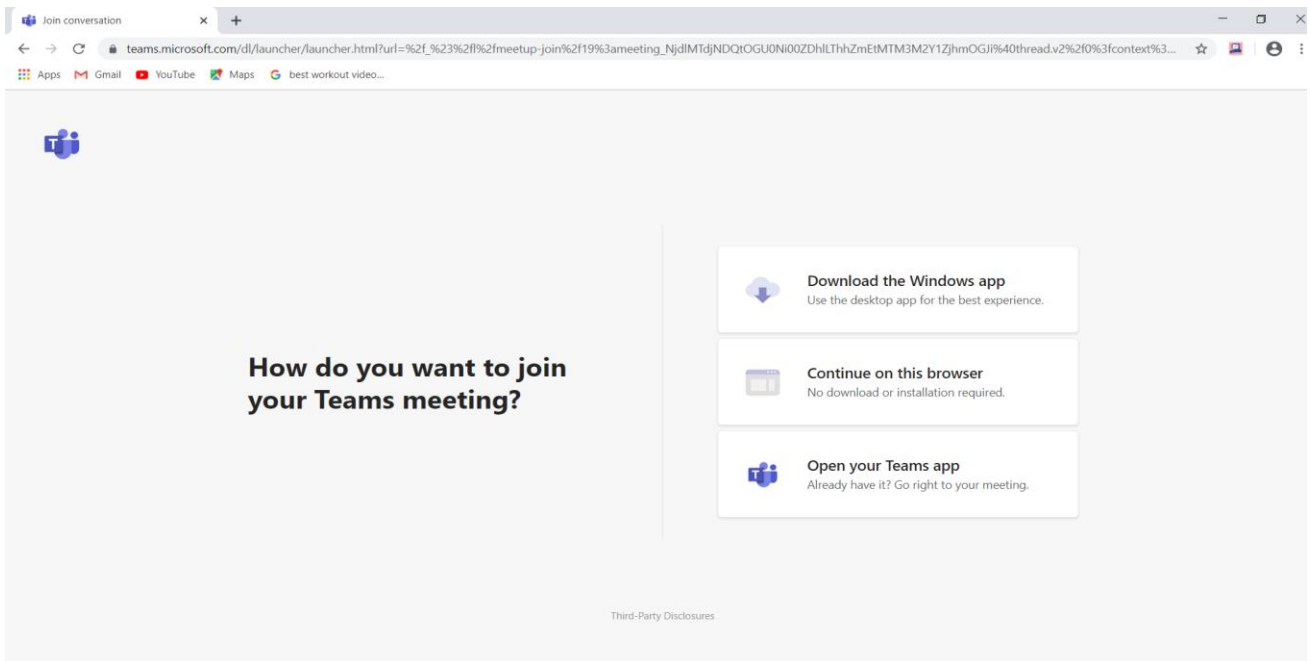 Join conversation
teams.microsoft.com/dl/launcher/launcher.html?url=%2f_%23%2fl%2fmeetup-join%2f19%3ameeting_NjdlMTdjNDQtOGU0Ni00ZDhlLThhZmEtMTM3M2Y1ZjhmOGJi%40thread.v2%2f0%3fcontext%3...
Apps Gmail YouTube Maps best workout video...
How do you want to join
your Teams meeting?
Download the Windows app
Use the desktop app for the best experience.
Continue on this browser
No download or installation required.
Open your Teams app
Already have it? Go right to your meeting.
Third-Party Disclosures